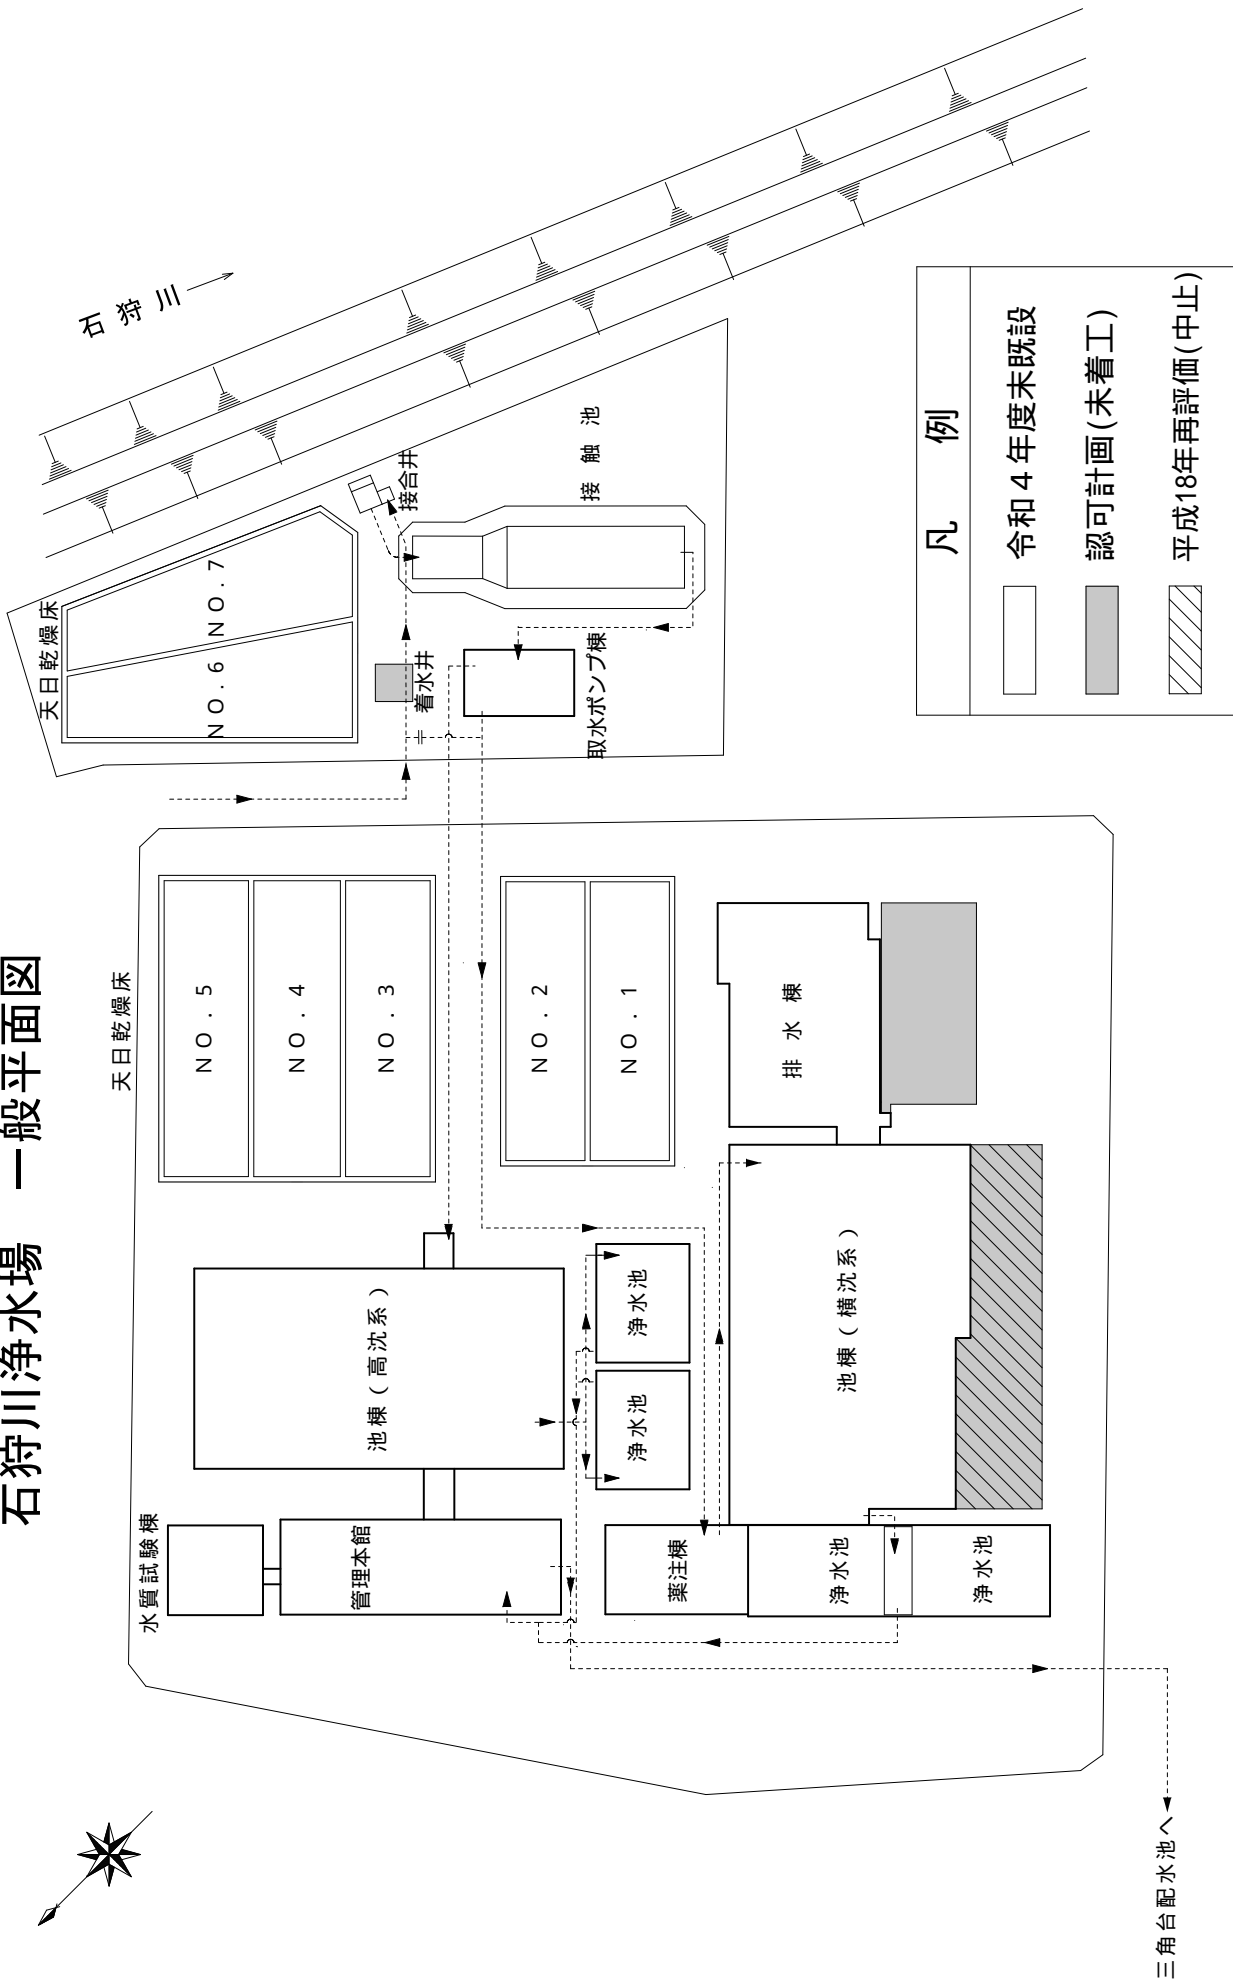 石狩川浄水場　一般平面図
石狩川
天日乾燥床
NO.7
NO.6
接合井
接触池
着水井
取水ポンプ棟
天日乾燥床
NO.5
NO.4
NO.3
NO.2
NO.1
排水棟
池棟(高沈系)
浄水池
浄水池
池棟(横沈系)
水質試験棟
管理本館
薬注棟
浄水池
浄水池
三角台配水池へ
凡例
令和４年度末既設
認可計画(未着工)
平成18年再評価(中止)